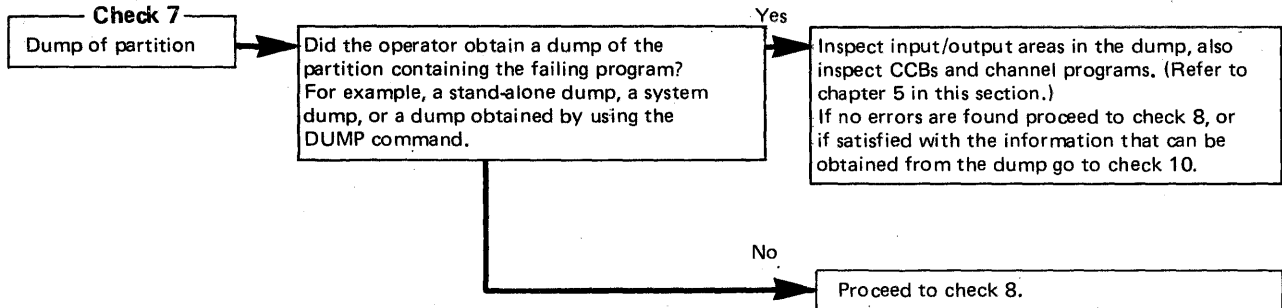 Check 7
Dump of partition
Did the operator obtain a dump of the
partition containing the failing program?
For example, a stand-alone dump, a system
dump, or a dump obtained by using the
DUMP command.
Yes
Inspect input/output areas in the dump, also
inspect CCBs and channel programs. (Refer to
chapter 5 in this section.)
If no errors are found proceed to check 8, or
if satisfied with the information that can be
obtained from the dump go to check 10.
No
Proceed to check 8.